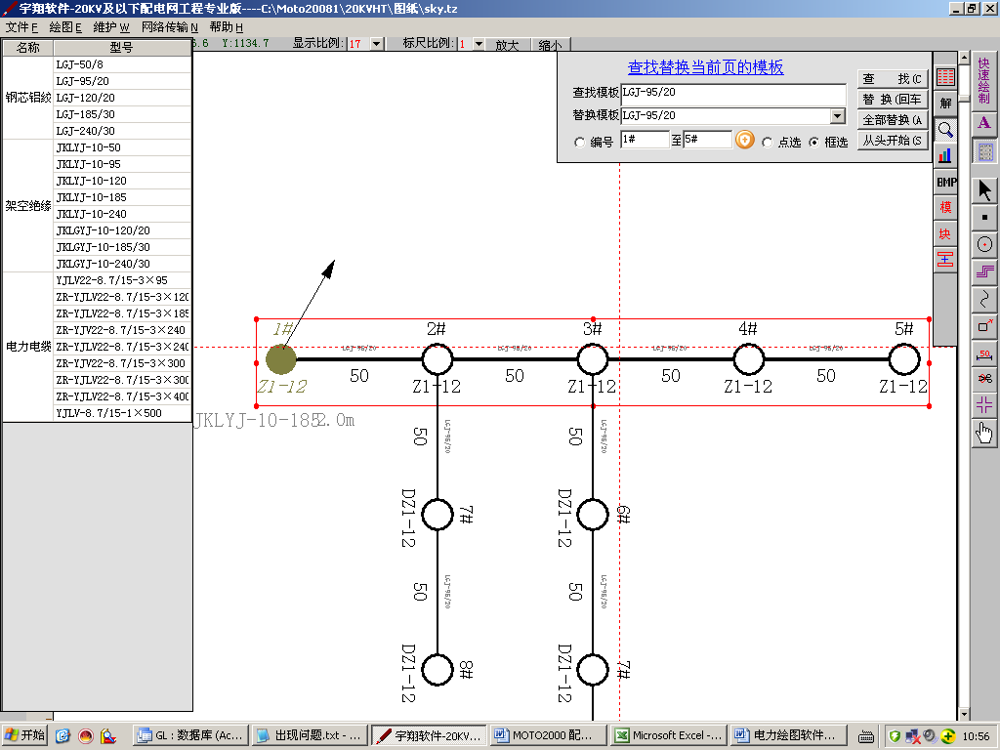 宇翔软件-20KV及以下配电网工程专业版----C:\Moto20081\20KVHT\图纸\sky.tz
文件F 绘图E 维护W 网络传输N 帮助H
名称 型号
6.6 Y:1134.7 显示比例: 17 标尺比例: 1 放大 缩小
钢芯铝绞
LGJ-50/8
LGJ-95/20
LGJ-120/20
LGJ-185/30
LGJ-240/30
架空绝缘
JKLYJ-10-50
JKLYJ-10-95
JKLYJ-10-120
JKLYJ-10-185
JKLYJ-10-240
JKLGYJ-10-120/20
JKLGYJ-10-185/30
JKLGYJ-10-240/30
电力电缆
YJLV22-8.7/15-3×95
ZR-YJLV22-8.7/15-3×120
ZR-YJLV22-8.7/15-3×185
ZR-YJV22-8.7/15-3×240
ZR-YJLV22-8.7/15-3×240
ZR-YJV22-8.7/15-3×300
ZR-YJLV22-8.7/15-3×300
ZR-YJLV22-8.7/15-3×400
YJLV-8.7/15-1×500
查找替换当前页的模板
查找模板 LGJ-95/20
替换模板 LGJ-95/20
编号 1# 至 5# 点选 框选
查 找(C
替 换(回车
全部替换(A
从头开始(S
解
BMP
模
块
王
快速绘制
A
50
1# 2# 3# 4# 5#
LGJ-95/20 LGJ-95/20 LGJ-95/20 LGJ-95/20
50 50 50 50
Z1-12 Z1-12 Z1-12 Z1-12 Z1-12
JKLYJ-10-185 2.0m
50 LGJ-95/20 50 LGJ-95/20
DZ1-12 7# DZ1-12 6#
50 LGJ-95/20 50 LGJ-95/20
DZ1-12 8# DZ1-12 7#
开始 GL : 数据库 (Ac... 出现问题.txt - ... 宇翔软件-20KV... MOTO2000 配... Microsoft Excel -... 电力绘图软件... 10:56